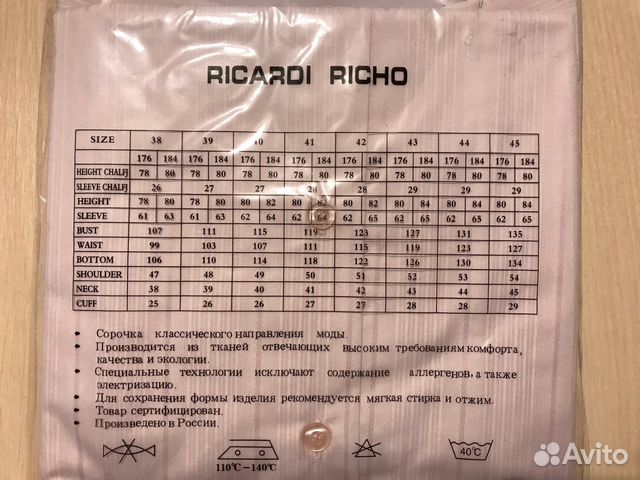 RICARDI RICHO
SIZE 38 39 40 41 42 43 44 45
176 184 176 184 176 184 176 184 176 184 176 184 176 184 176 184
HEIGHT CHALFJ 78 80 78 80 78 80 78 80 78 80 78 80 78 80 78 80
SLEEVE CHALFJ 26 27 27 28 28 29 29 29
HEIGHT 78 80 78 80 80 82 80 82 80 82 80 84 80 84 80 84
SLEEVE 61 63 61 63 62 64 62 64 62 65 62 65 62 65 62 65
BUST 107 111 115 119 123 127 131 135
WAIST 99 103 107 111 115 119 123 127
BOTTOM 106 110 114 118 122 126 130 134
SHOULDER 47 48 49 50 51 52 53 54
NECK 38 39 40 41 42 43 44 45
CUFF 25 26 26 27 27 28 28 29
• Сорочка классического направления моды.
• Производится из тканей отвечающих высоким требованиям комфорта,
качества и экологии.
• Специальные технологии исключают содержание аллергенов, а также
электризацию.
• Для сохранения формы изделия рекомендуется мягкая стирка и отжим.
• Товар сертифицирован.
• Произведено в России.
110℃-140℃
40℃
Avito